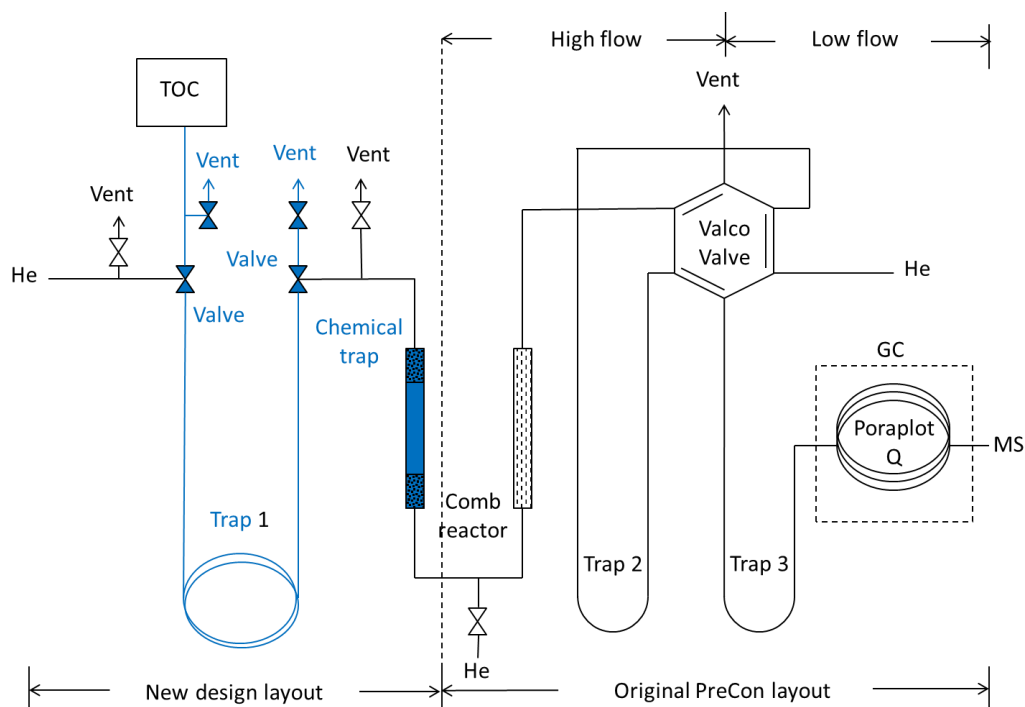 High flow
Low flow
TOC
Vent
Vent
Vent
Vent
Vent
Valco
Valve
He
Valve
He
Valve
Chemical
trap
GC
Poraplot
Q
MS
Comb
reactor
Trap 1
Trap 2
Trap 3
He
New design layout
Original PreCon layout